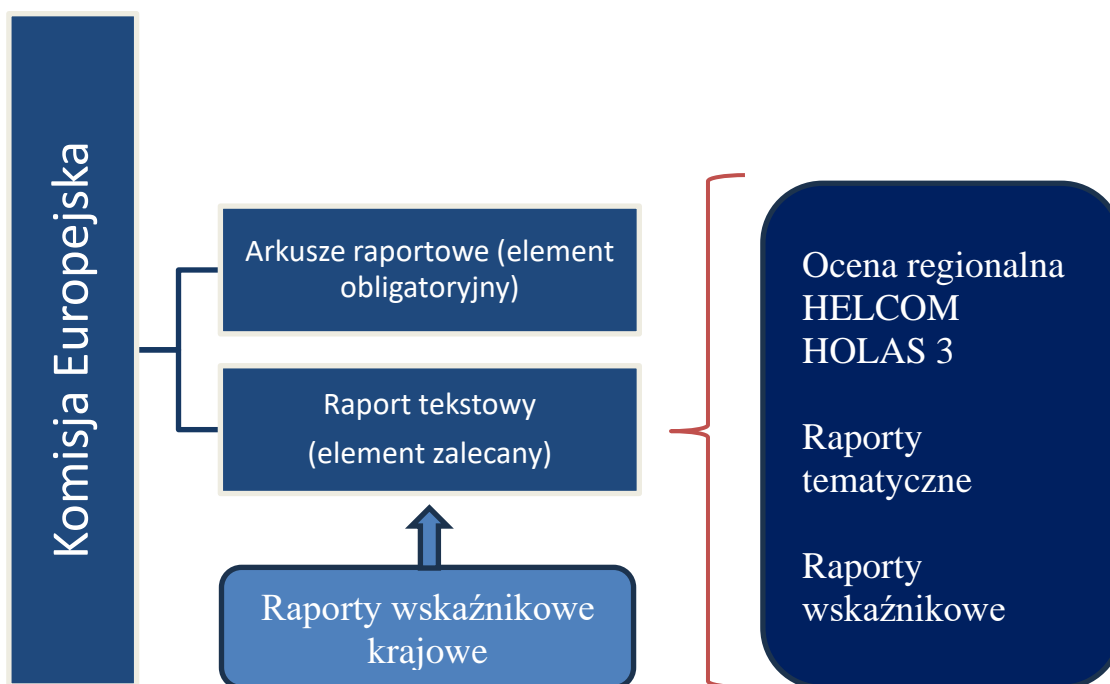 Komisja Europejska
Arkusze raportowe (element
obligatoryjny)
Raport tekstowy
(element zalecany)
Raporty wskaźnikowe
krajowe
Ocena regionalna
HELCOM
HOLAS 3
Raporty
tematyczne
Raporty
wskaźnikowe